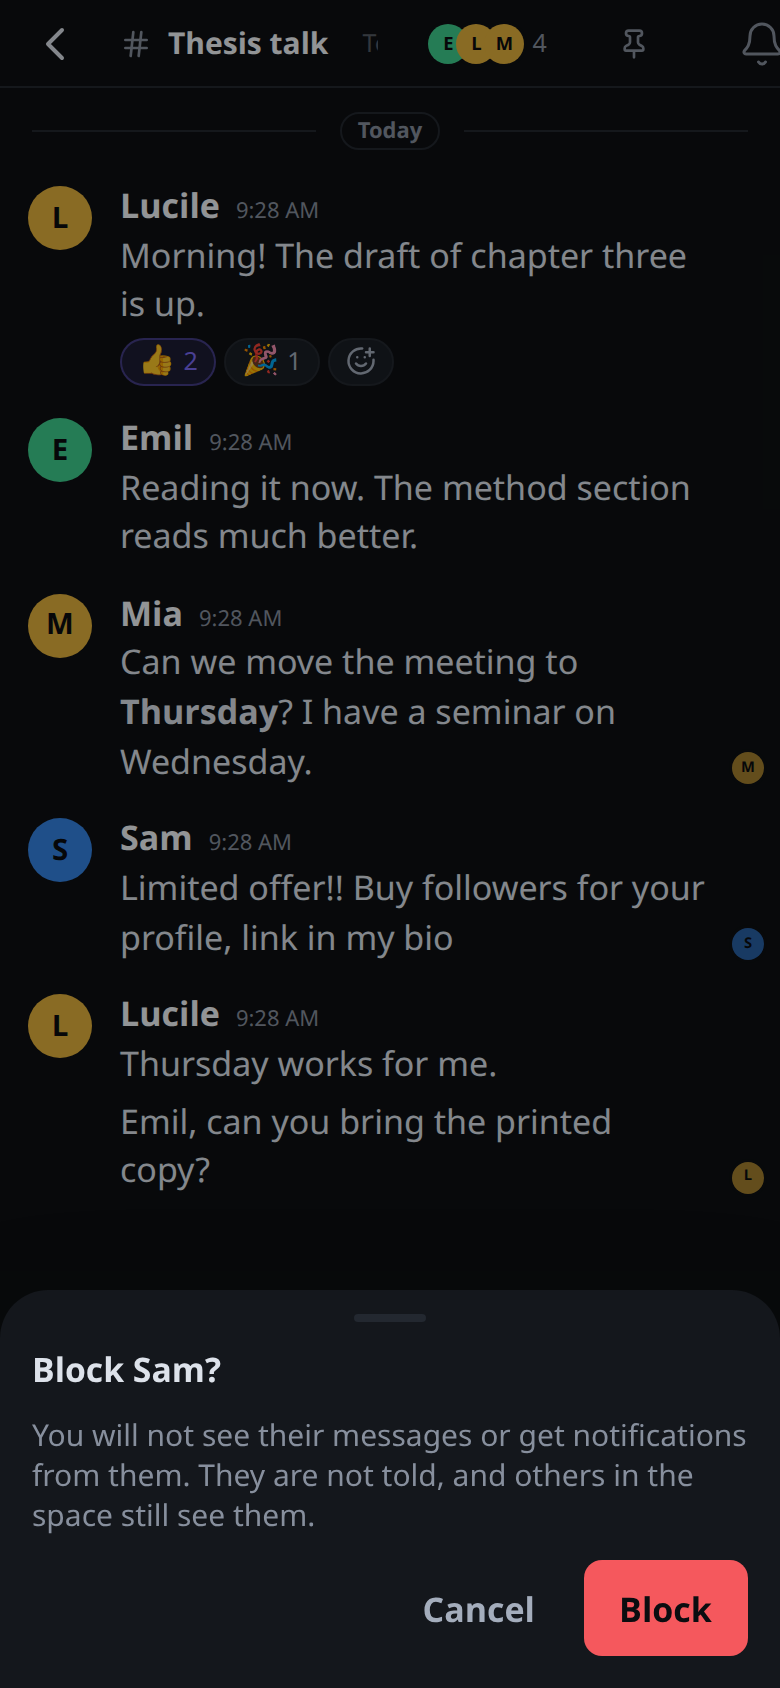 # Thesis talk
E L M 4
Today
L
Lucile 9:28 AM
Morning! The draft of chapter three
is up.
👍 2 🎉 1
E
Emil 9:28 AM
Reading it now. The method section
reads much better.
M
Mia 9:28 AM
Can we move the meeting to
Thursday? I have a seminar on
Wednesday.
M
S
Sam 9:28 AM
Limited offer!! Buy followers for your
profile, link in my bio
S
L
Lucile 9:28 AM
Thursday works for me.
Emil, can you bring the printed
copy?
L
Block Sam?
You will not see their messages or get notifications
from them. They are not told, and others in the
space still see them.
Cancel
Block